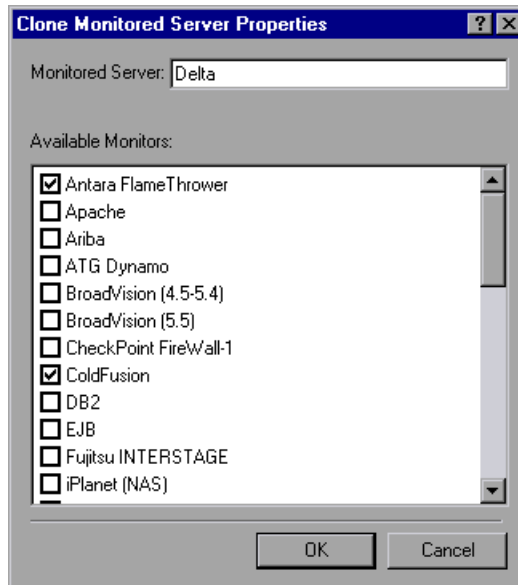 Clone Monitored Server Properties
Monitored Server: Delta
Available Monitors:
Antara FlameThrower
Apache
Ariba
ATG Dynamo
BroadVision (4.5-5.4)
BroadVision (5.5)
CheckPoint FireWall-1
ColdFusion
DB2
EJB
Fujitsu INTERSTAGE
iPlanet (NAS)
OK Cancel